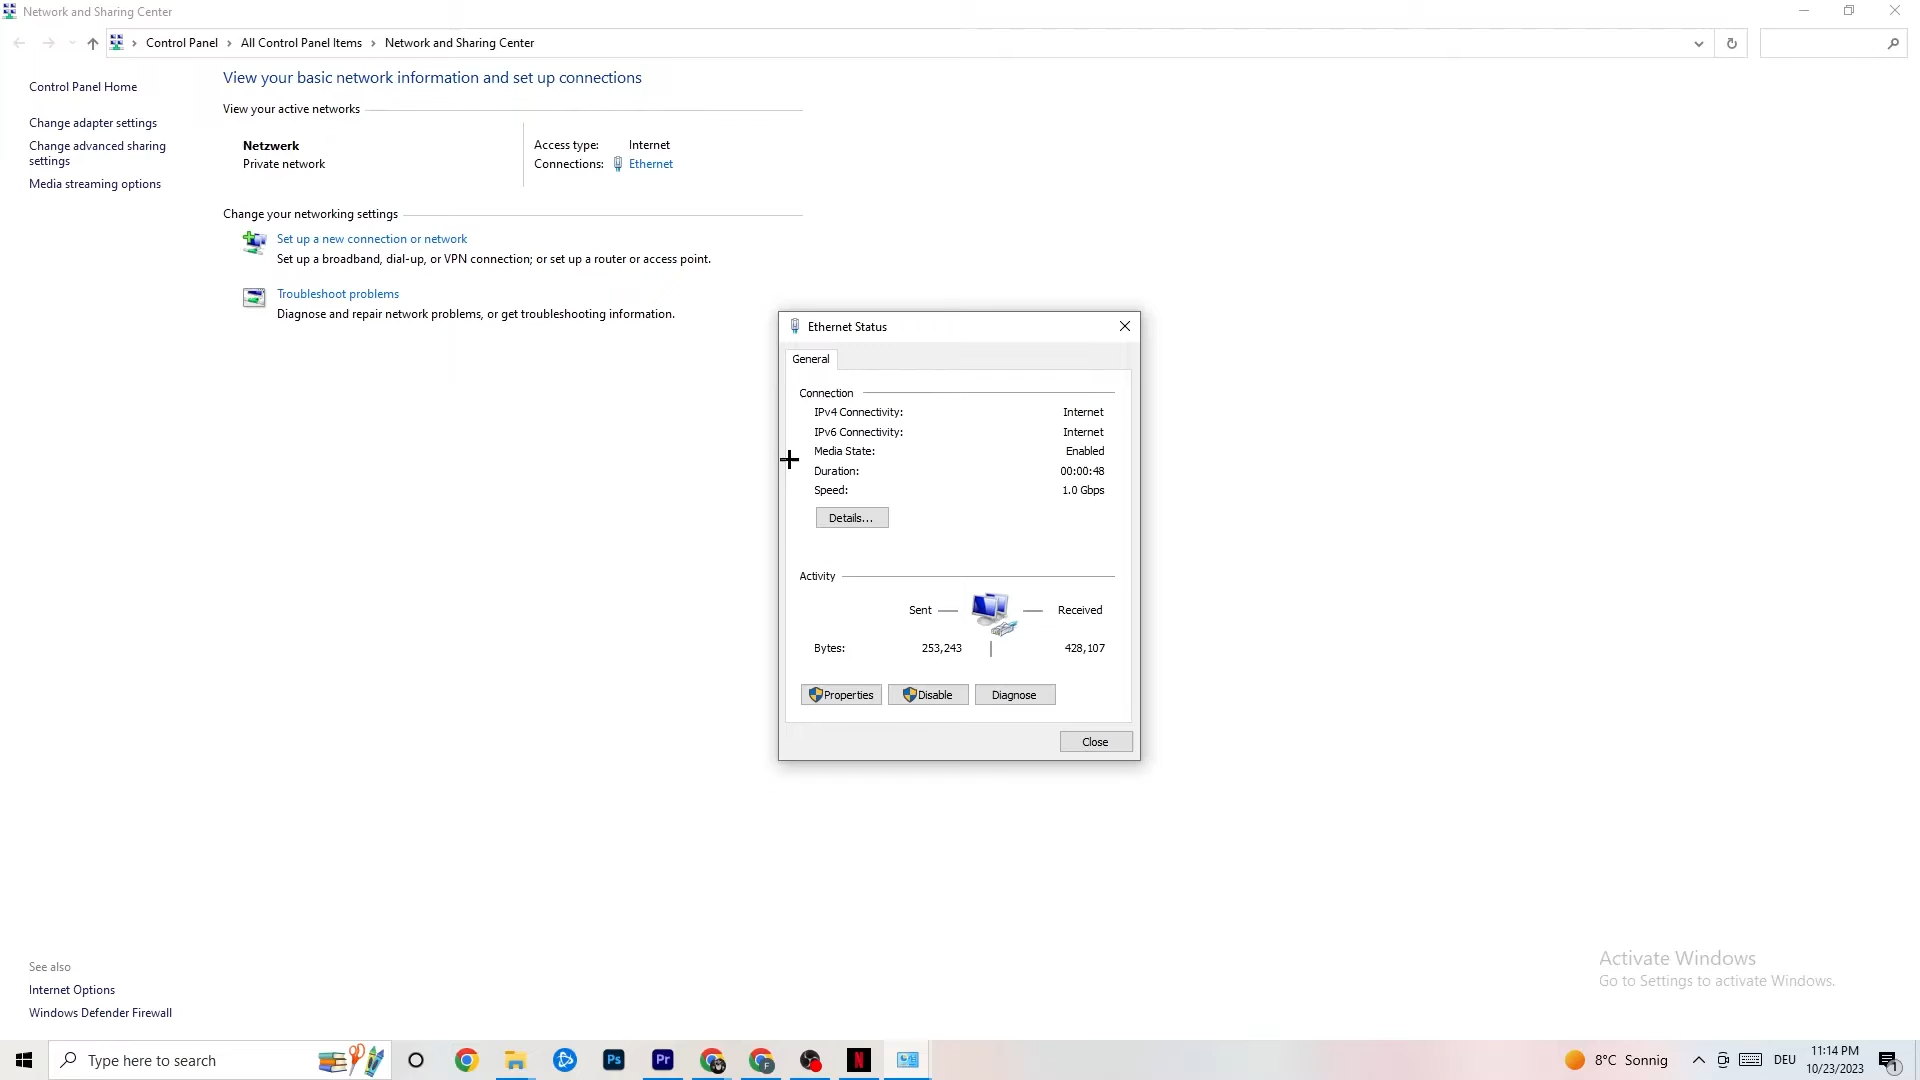 Network and Sharing Center
Control Panel › All Control Panel Items › Network and Sharing Center
Control Panel Home
Change adapter settings
Change advanced sharing
settings
Media streaming options
View your basic network information and set up connections
View your active networks
Netzwerk
Private network
Access type: Internet
Connections: Ethernet
Change your networking settings
Set up a new connection or network
Set up a broadband, dial-up, or VPN connection; or set up a router or access point.
Troubleshoot problems
Diagnose and repair network problems, or get troubleshooting information.
Ethernet Status
General
Connection
IPv4 Connectivity: Internet
IPv6 Connectivity: Internet
Media State: Enabled
Duration: 00:00:48
Speed: 1.0 Gbps
Details...
Activity
Sent — — Received
Bytes: 253,243 | 428,107
Properties Disable Diagnose
Close
See also
Internet Options
Windows Defender Firewall
Activate Windows
Go to Settings to activate Windows.
Type here to search
Ps
Pr
F
N
8°C Sonnig
DEU
11:14 PM
10/23/2023
1